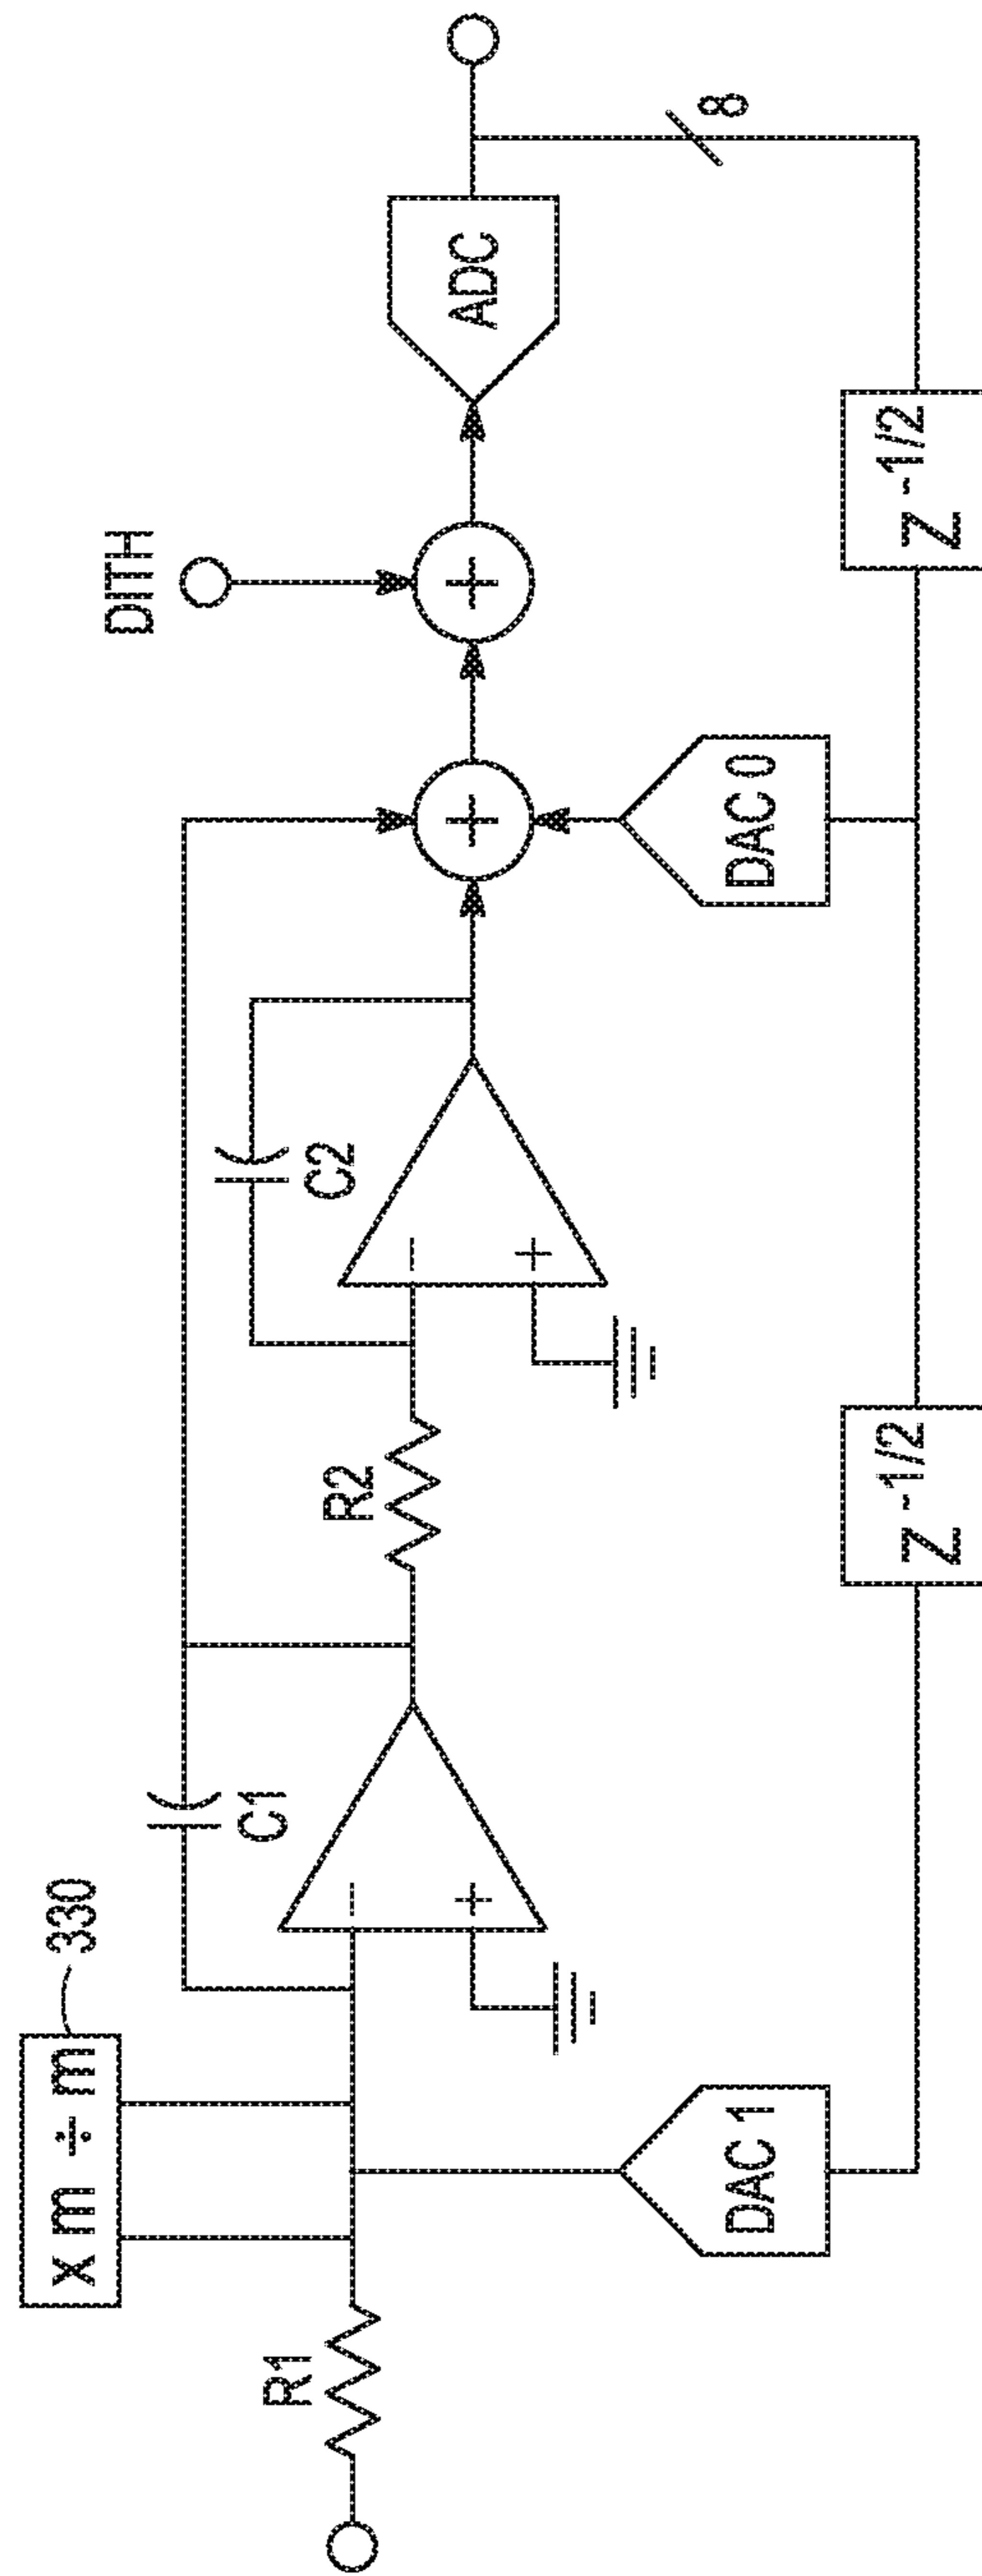 x m ÷ m
330
R1
C1
R2
C2
DITH
ADC
8
DAC 1
DAC 0
Z -1/2
Z -1/2
−
+
−
+
+
+